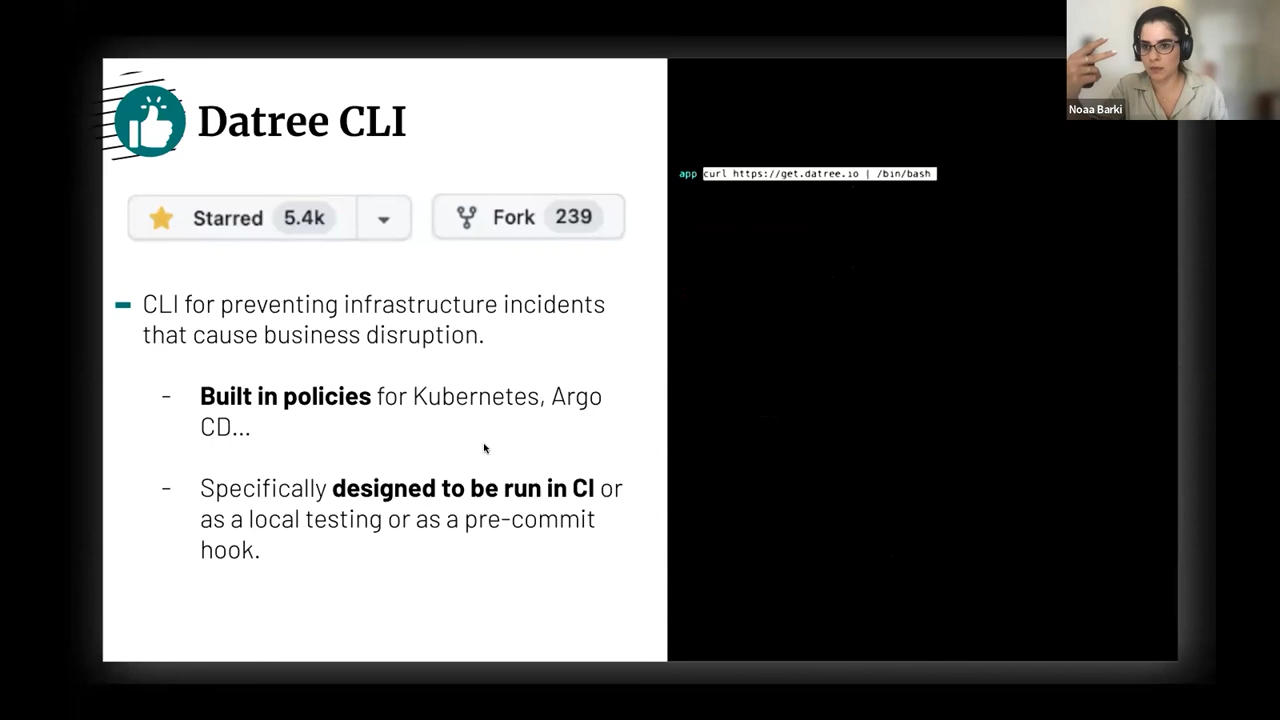 Datree CLI
Starred 5.4k
Fork 239
CLI for preventing infrastructure incidents
that cause business disruption.
- Built in policies for Kubernetes, Argo
CD...
- Specifically designed to be run in CI or
as a local testing or as a pre-commit
hook.
app curl https://get.datree.io | /bin/bash
Noaa Barki